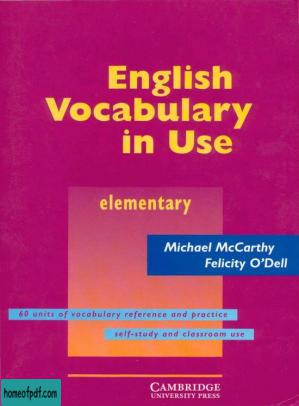 English
Vocabulary
in Use
elementary
Michael McCarthy
Felicity O'Dell
60 units of vocabulary reference and practice
self-study and classroom use
homeofpdf.com
CAMBRIDGE
UNIVERSITY PRESS